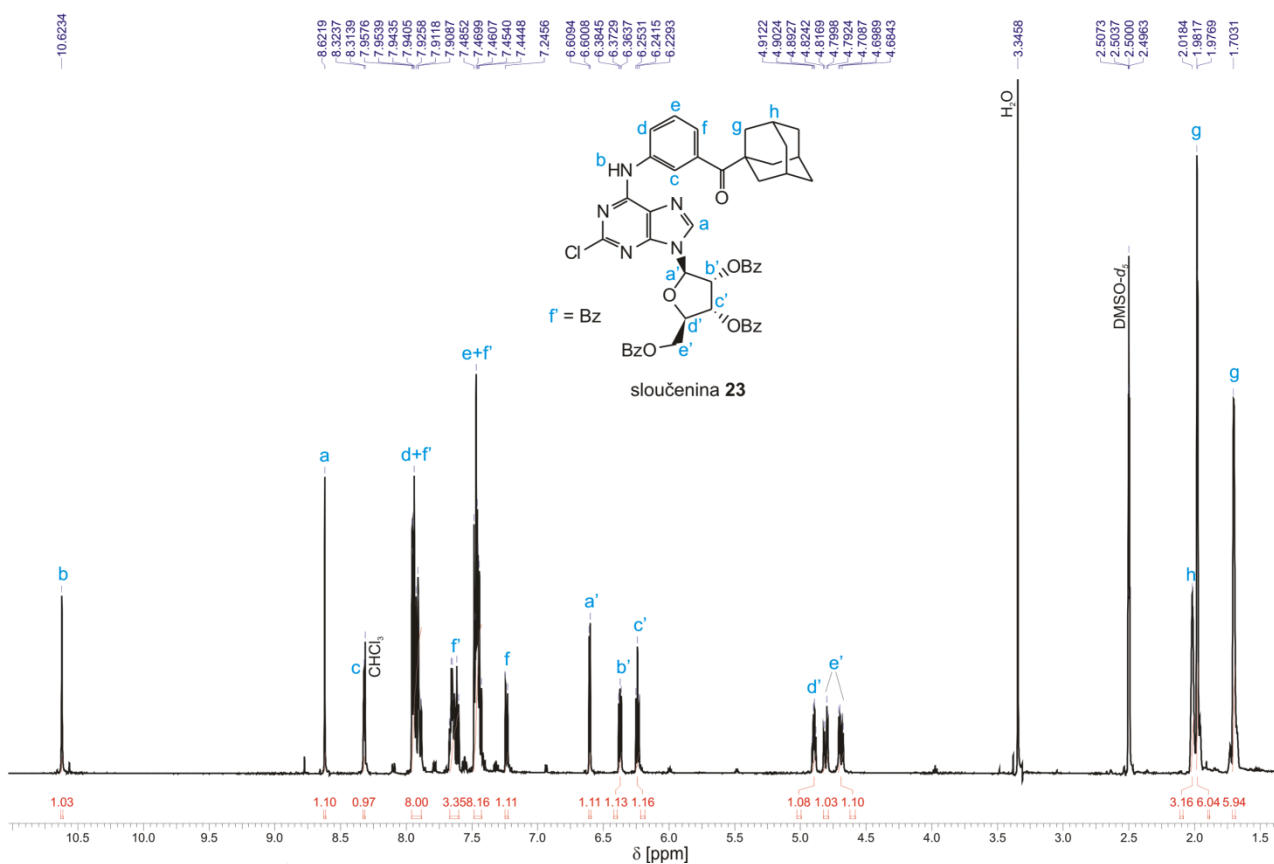 10.6234 8.6219 8.3237 8.3139 7.9576 7.9539 7.9435 7.9405 7.9258 7.9118 7.9087 7.4852 7.4699 7.4607 7.4540 7.4448 7.2456 6.6094 6.6008 6.3845 6.3729 6.3637 6.2531 6.2415 6.2293 4.9122 4.9024 4.8927 4.8242 4.8169 4.7998 4.7924 4.7087 4.6989 4.6843 3.3458 2.5073 2.5037 2.5000 2.4963 2.0184 1.9817 1.9769 1.7031
H₂O
e
h
g
d
f
b
HN
c
O
N
N
a
Cl
N
N
a'
b'
OBz
O
c'
f' = Bz
d'
OBz
BzO
e'
sloučenina 23
DMSO-d₅
b
a
c
CHCl₃
d+f'
f'
e+f'
f
a'
b'
c'
d'
e'
h
g
g
1.03 1.10 0.97 8.00 3.35 8.16 1.11 1.11 1.13 1.16 1.08 1.03 1.10 3.16 6.04 5.94
10.5 10.0 9.5 9.0 8.5 8.0 7.5 7.0 6.5 6.0 5.5 5.0 4.5 4.0 3.5 3.0 2.5 2.0 1.5
δ [ppm]